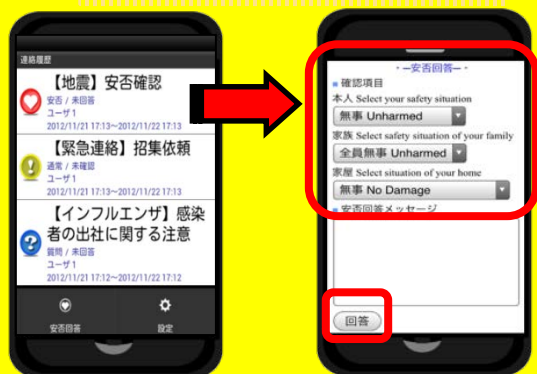 連絡履歴
【地震】安否確認
安否 / 未回答
ユーザ1
2012/11/21 17:13～2012/11/22 17:13
【緊急連絡】招集依頼
通常 / 未確認
ユーザ1
2012/11/21 17:13～2012/11/22 17:13
【インフルエンザ】感染
者の出社に関する注意
質問 / 未回答
ユーザ1
2012/11/21 17:12～2012/11/22 17:12
安否回答
設定
-－安否回答－-
確認項目
本人 Select your safety situation
無事 Unharmed
家族 Select safety situation of your family
全員無事 Unharmed
家屋 Select situation of your home
無事 No Damage
安否回答メッセージ
回答